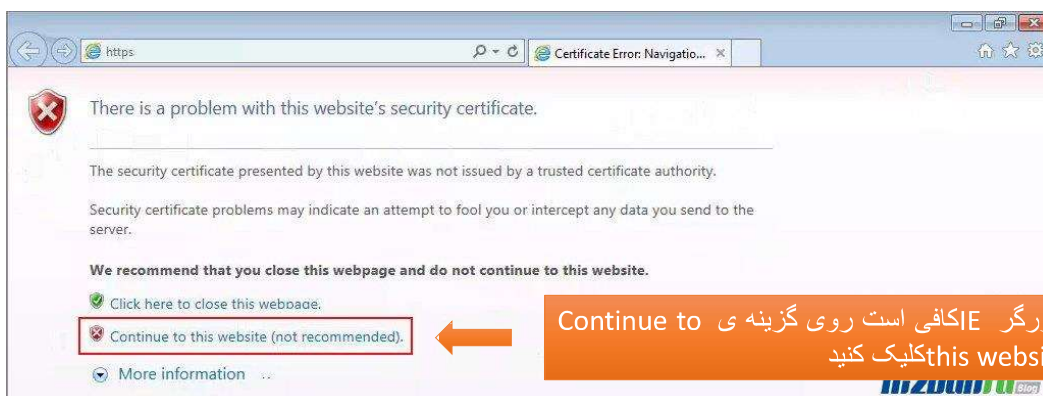 https
Certificate Error: Navigatio...
There is a problem with this website's security certificate.
The security certificate presented by this website was not issued by a trusted certificate authority.
Security certificate problems may indicate an attempt to fool you or intercept any data you send to the
server.
We recommend that you close this webpage and do not continue to this website.
Click here to close this webpage.
Continue to this website (not recommended).
کافی است روی گزینه ی Continue to IE
کلیک کنید this
More information
Blog